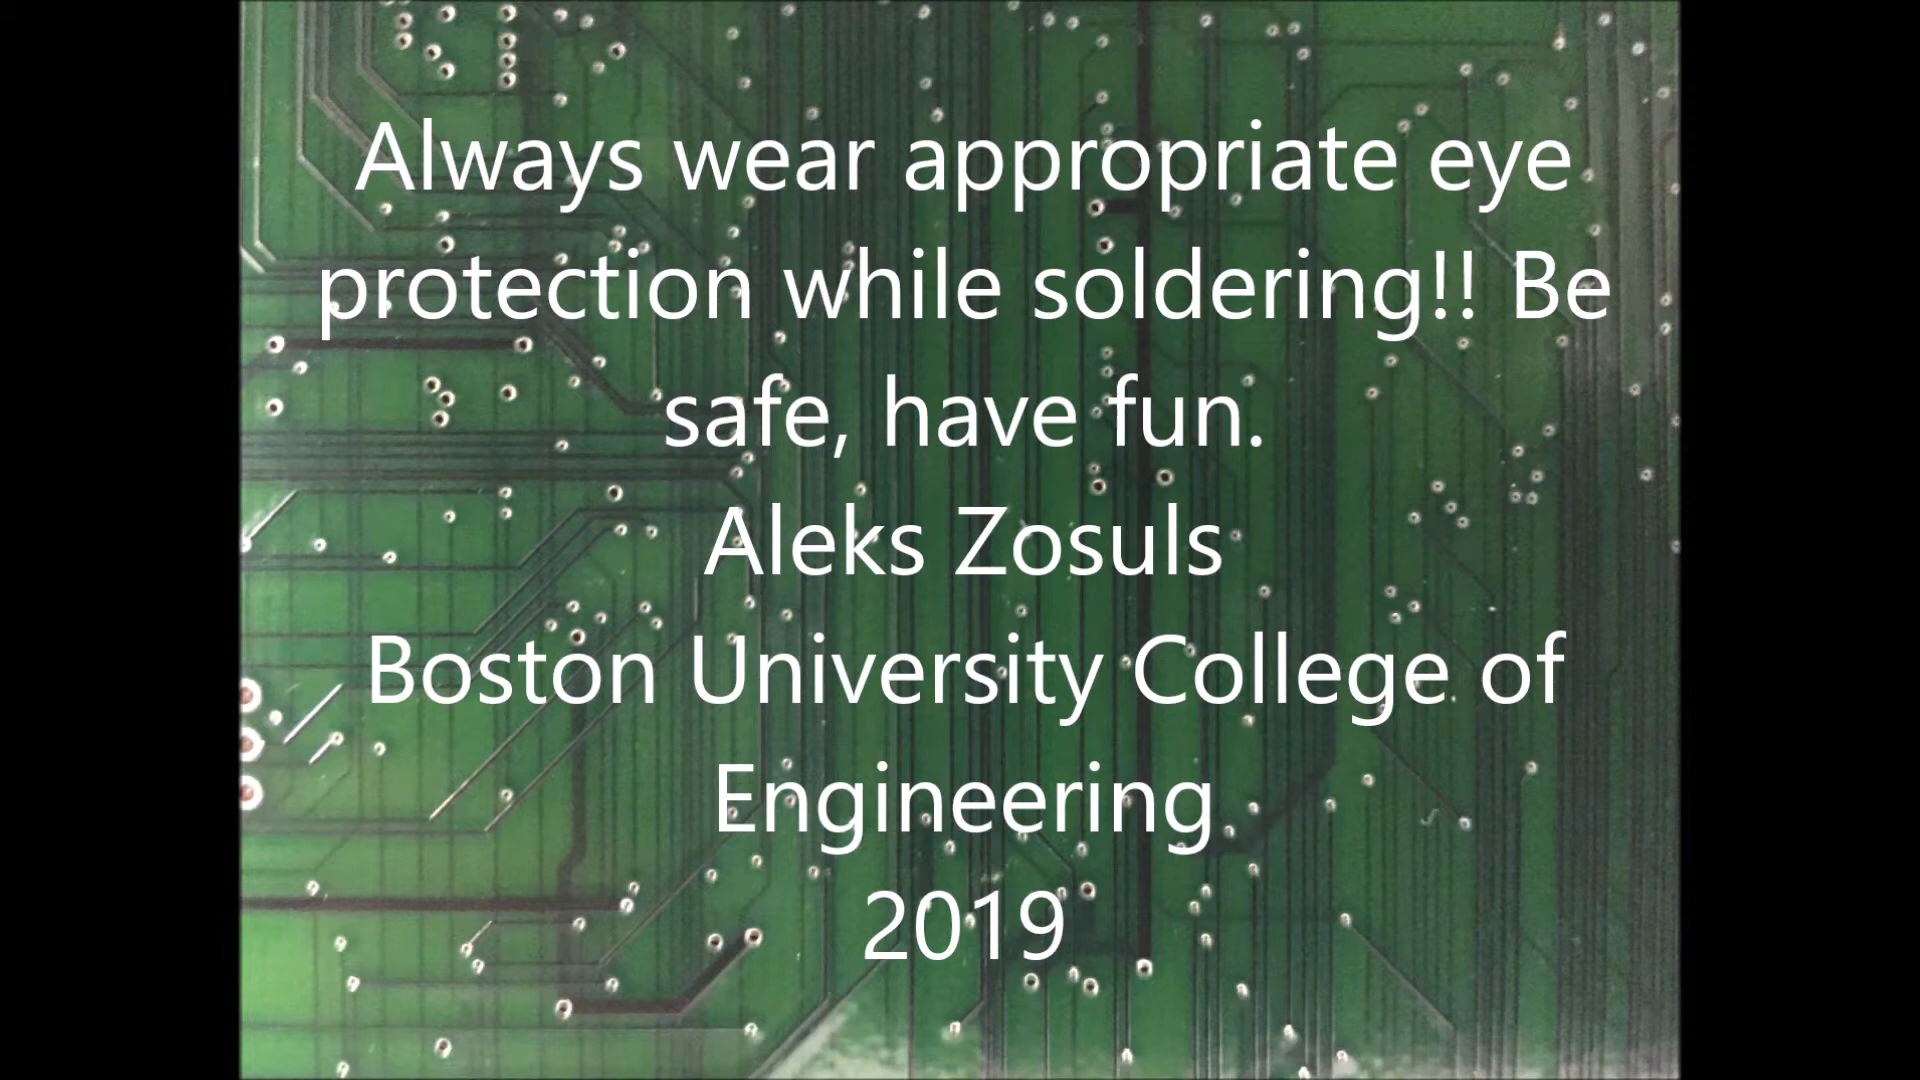 Always wear appropriate eye
protection while soldering!! Be
safe, have fun.
Aleks Zosuls
Boston University College of
Engineering
2019